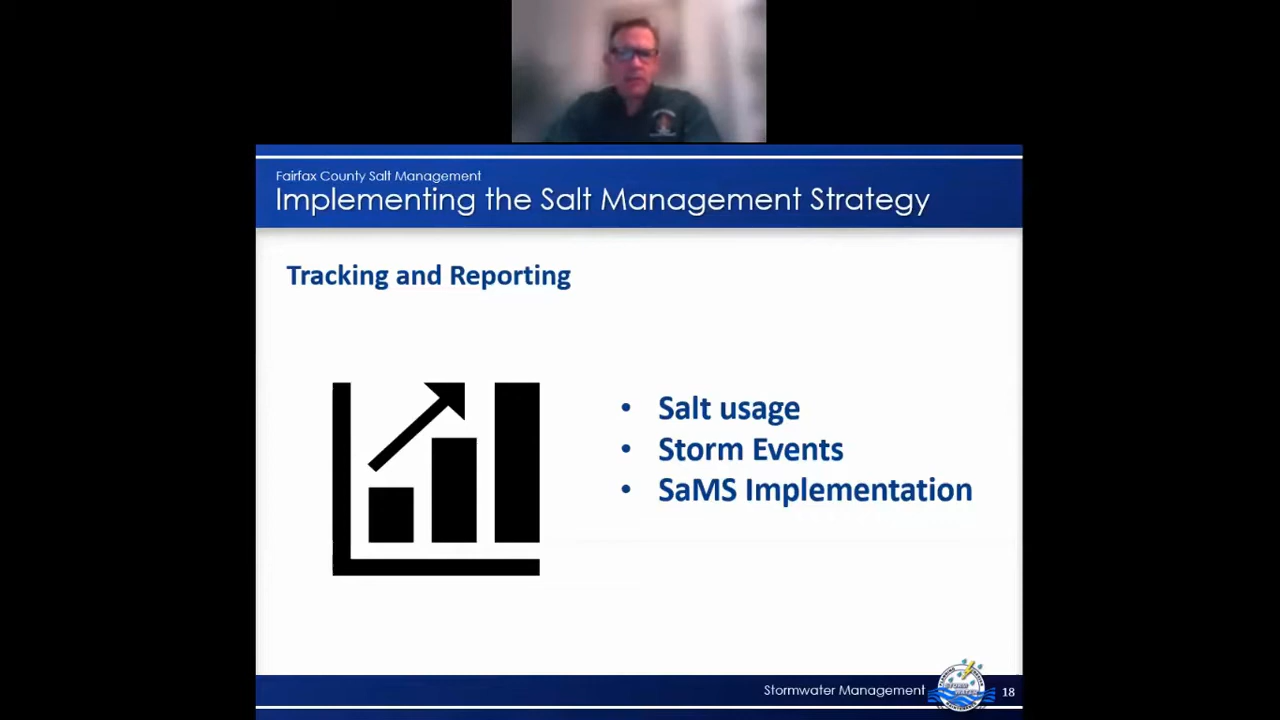 Fairfax County Salt Management
Implementing the Salt Management Strategy
Tracking and Reporting
• Salt usage
• Storm Events
• SaMS Implementation
Stormwater Management
18